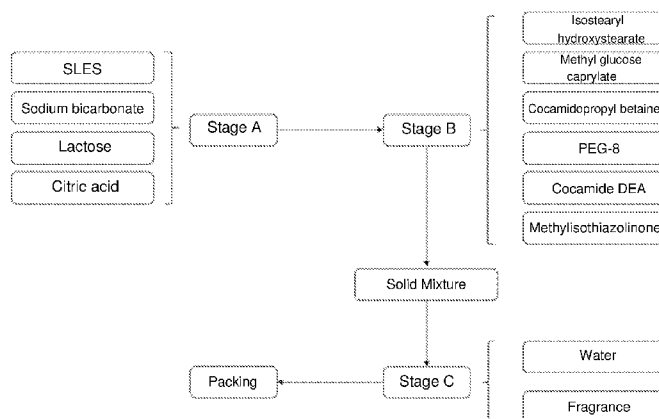 SLES
Sodium bicarbonate
Lactose
Citric acid
Stage A
Stage B
Isostearyl
hydroxystearate
Methyl glucose
caprylate
Cocamidopropyl betaine
PEG-8
Cocamide DEA
Methylisothiazolinone
Solid Mixture
Packing
Stage C
Water
Fragrance